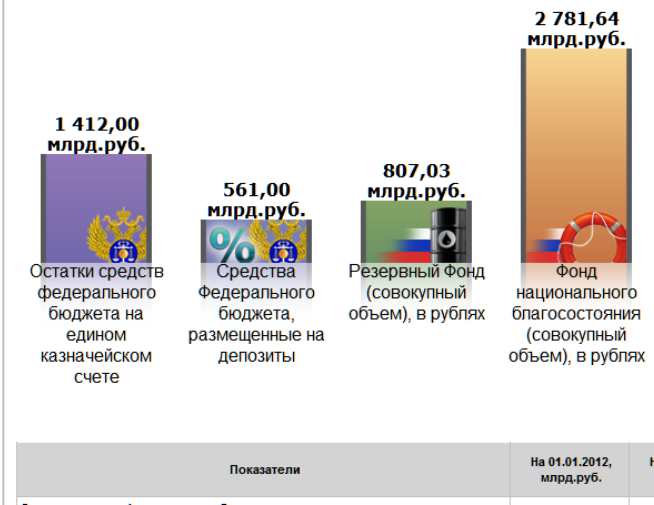 2 781,64
млрд.руб.
1 412,00
млрд.руб.
807,03
млрд.руб.
561,00
млрд.руб.
%
Остатки средств
федерального
бюджета на
едином
казначейском
счете
Средства
Федерального
бюджета,
размещенные на
депозиты
Резервный Фонд
(совокупный
объем), в рублях
Фонд
национального
благосостояния
(совокупный
объем), в рублях
Показатели
На 01.01.2012,
млрд.руб.